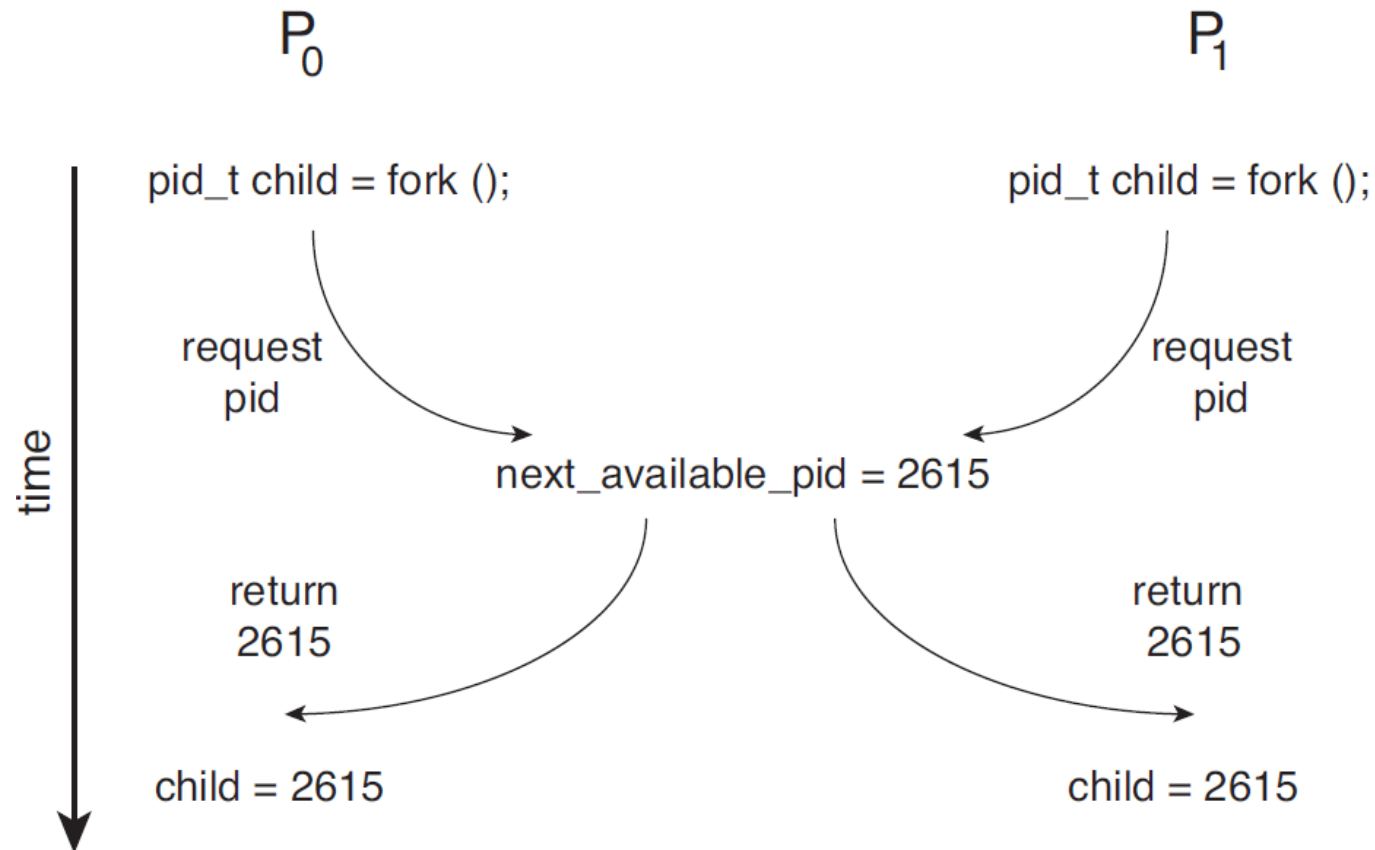 P0
P1
pid_t child = fork ();
pid_t child = fork ();
request
pid
request
pid
time
next_available_pid = 2615
return
2615
return
2615
child = 2615
child = 2615